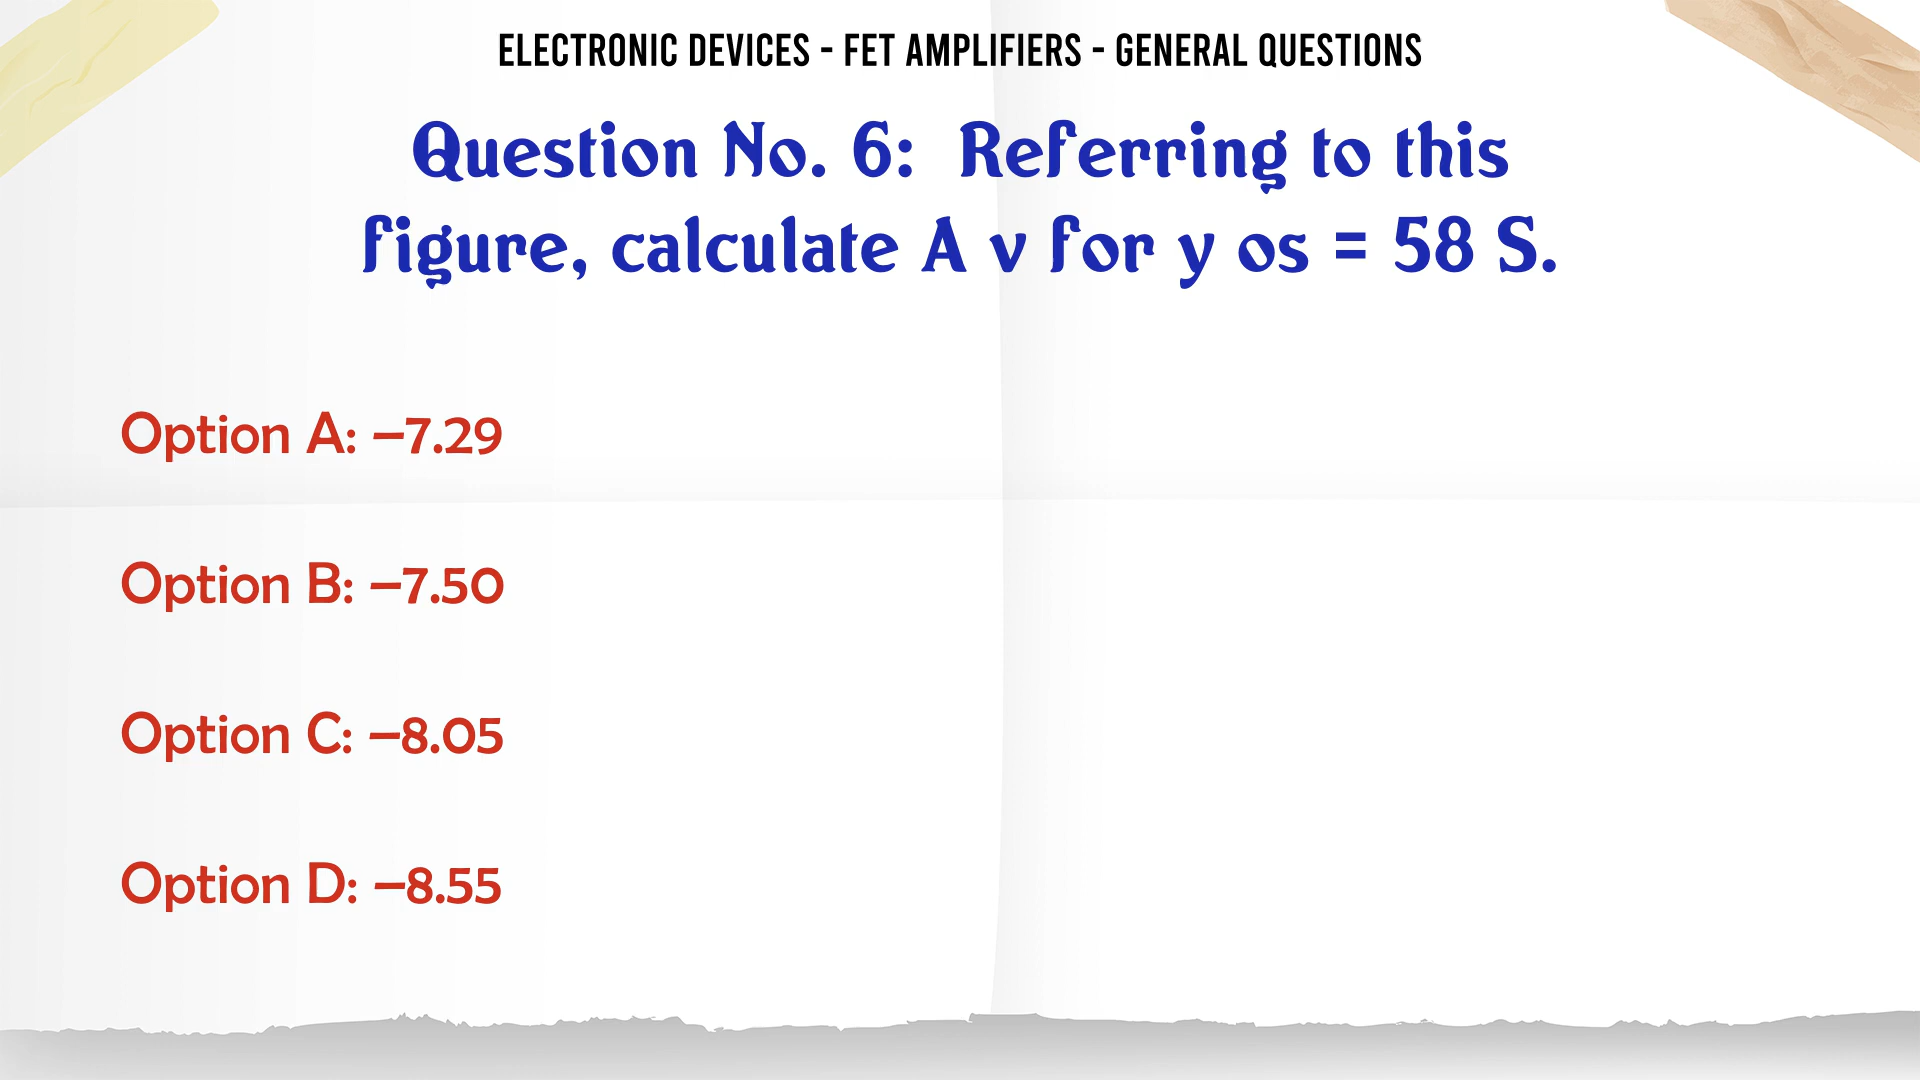 ELECTRONIC DEVICES - FET AMPLIFIERS - GENERAL QUESTIONS
Question No. 6: Referring to this
figure, calculate A v for y os = 58 S.
Option A: –7.29
Option B: –7.50
Option C: –8.05
Option D: –8.55